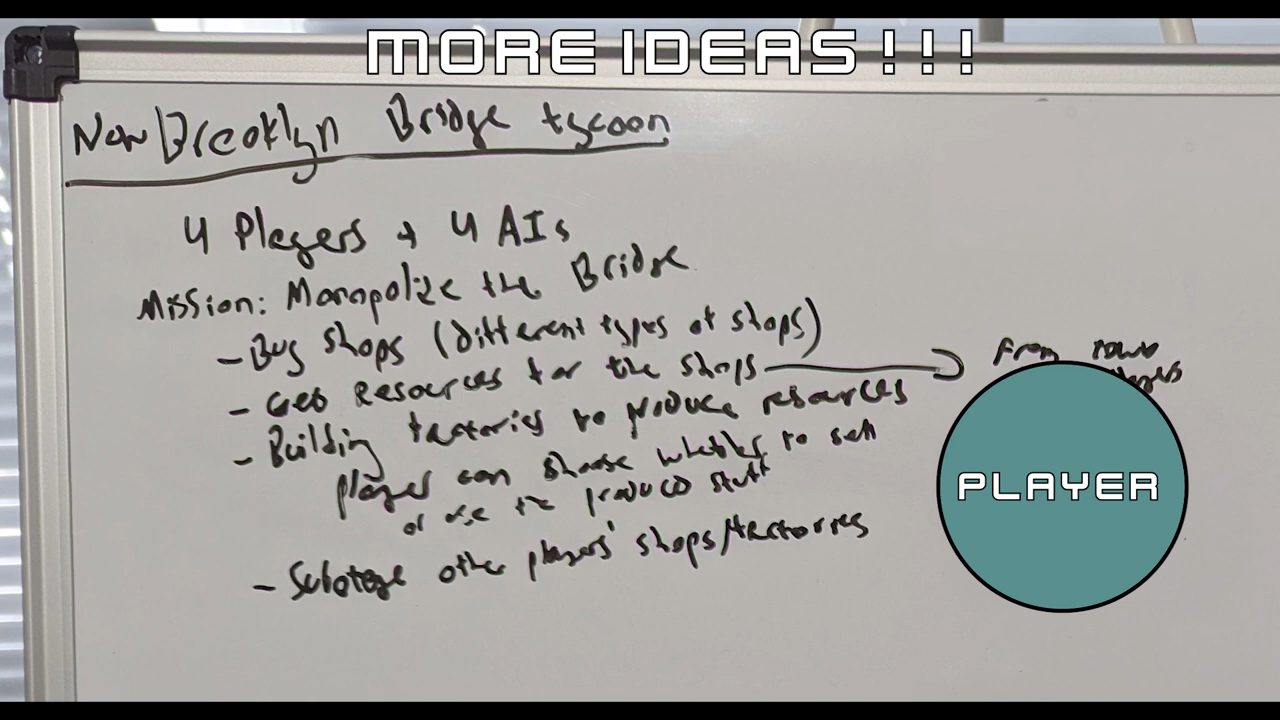 MORE IDEAS ! ! !
New Brooklyn Bridge tycoon
4 Players + 4 AIs
Mission: Monopolize the Bridge
- Buy shops (different types of shops)
- Get Resources for the shops
From
- Building factories to produce resources
player can choose whether to sell
or use the produced stuff
PLAYER
- Sabotage other players' shops/factories